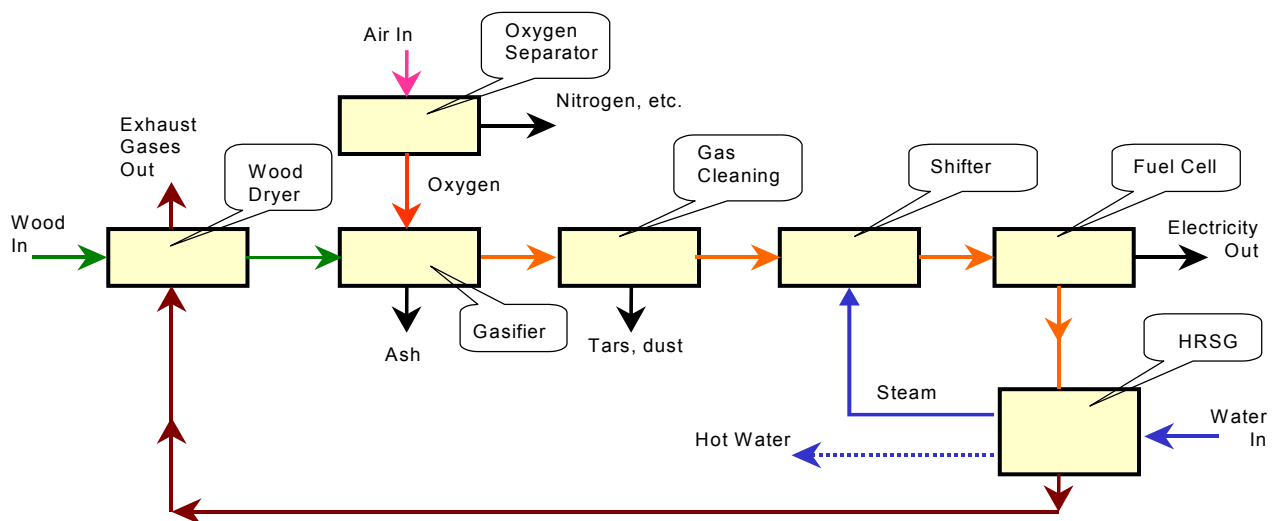 Air In
Oxygen
Separator
Nitrogen, etc.
Exhaust
Gases
Out
Wood
Dryer
Oxygen
Gas
Cleaning
Shifter
Fuel Cell
Wood
In
Electricity
Out
Gasifier
Ash
Tars, dust
HRSG
Steam
Hot Water
Water
In